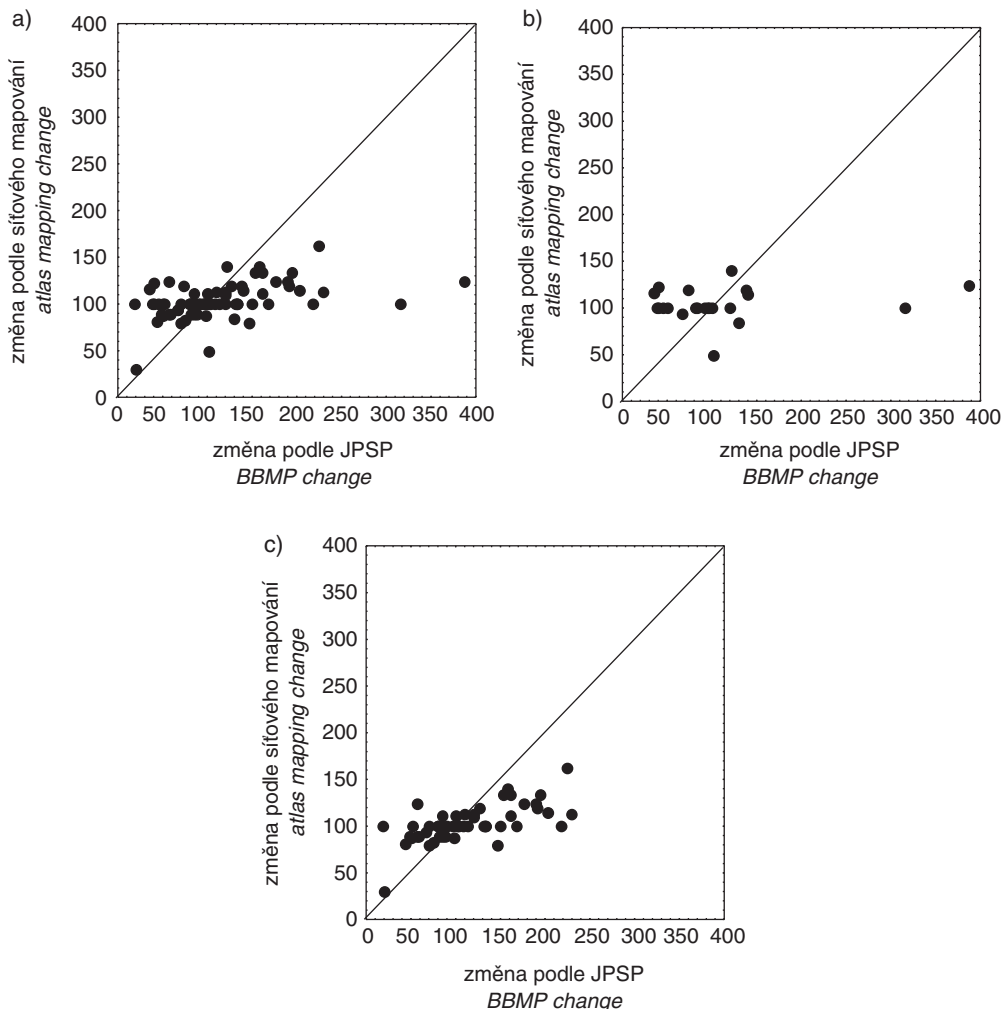 a)
změna podle síťového mapování
atlas mapping change
400
350
300
250
200
150
100
50
0
0 50 100 150 200 250 300 350 400
změna podle JPSP
BBMP change
b)
změna podle síťového mapování
atlas mapping change
400
350
300
250
200
150
100
50
0
0 50 100 150 200 250 300 350 400
změna podle JPSP
BBMP change
c)
změna podle síťového mapování
atlas mapping change
400
350
300
250
200
150
100
50
0
0 50 100 150 200 250 300 350 400
změna podle JPSP
BBMP change